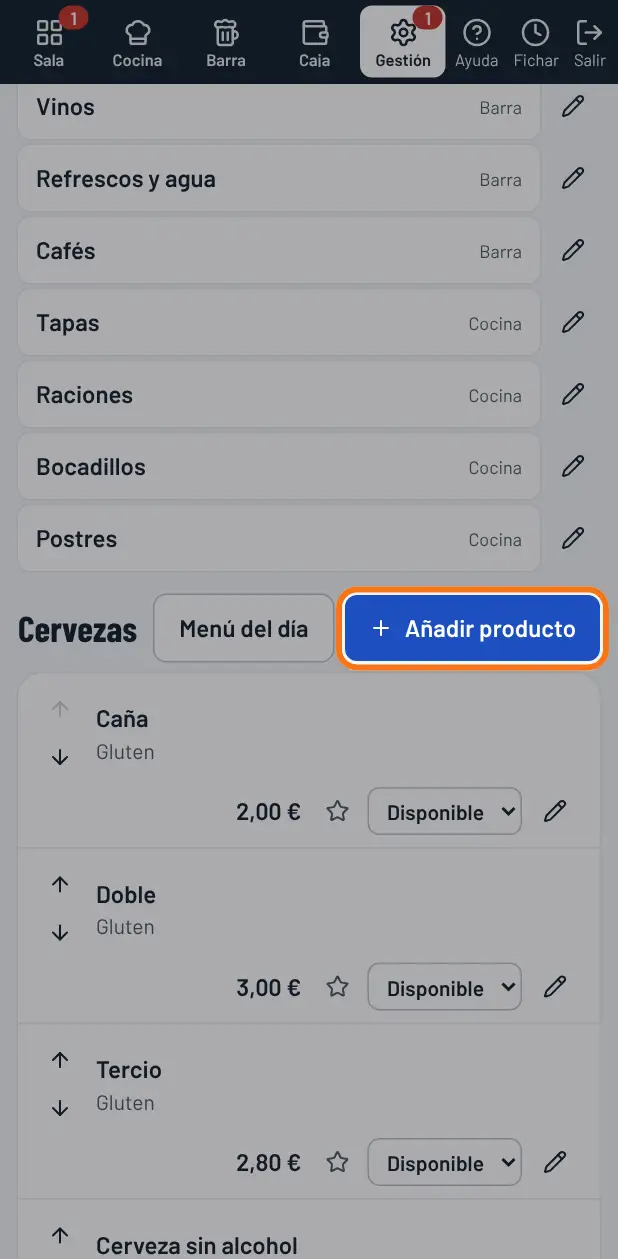 1 1
Sala Cocina Barra Caja Gestión Ayuda Fichar Salir
Vinos Barra
Refrescos y agua Barra
Cafés Barra
Tapas Cocina
Raciones Cocina
Bocadillos Cocina
Postres Cocina
Cervezas Menú del día + Añadir producto
Caña
Gluten
2,00 € Disponible
Doble
Gluten
3,00 € Disponible
Tercio
Gluten
2,80 € Disponible
Cerveza sin alcohol